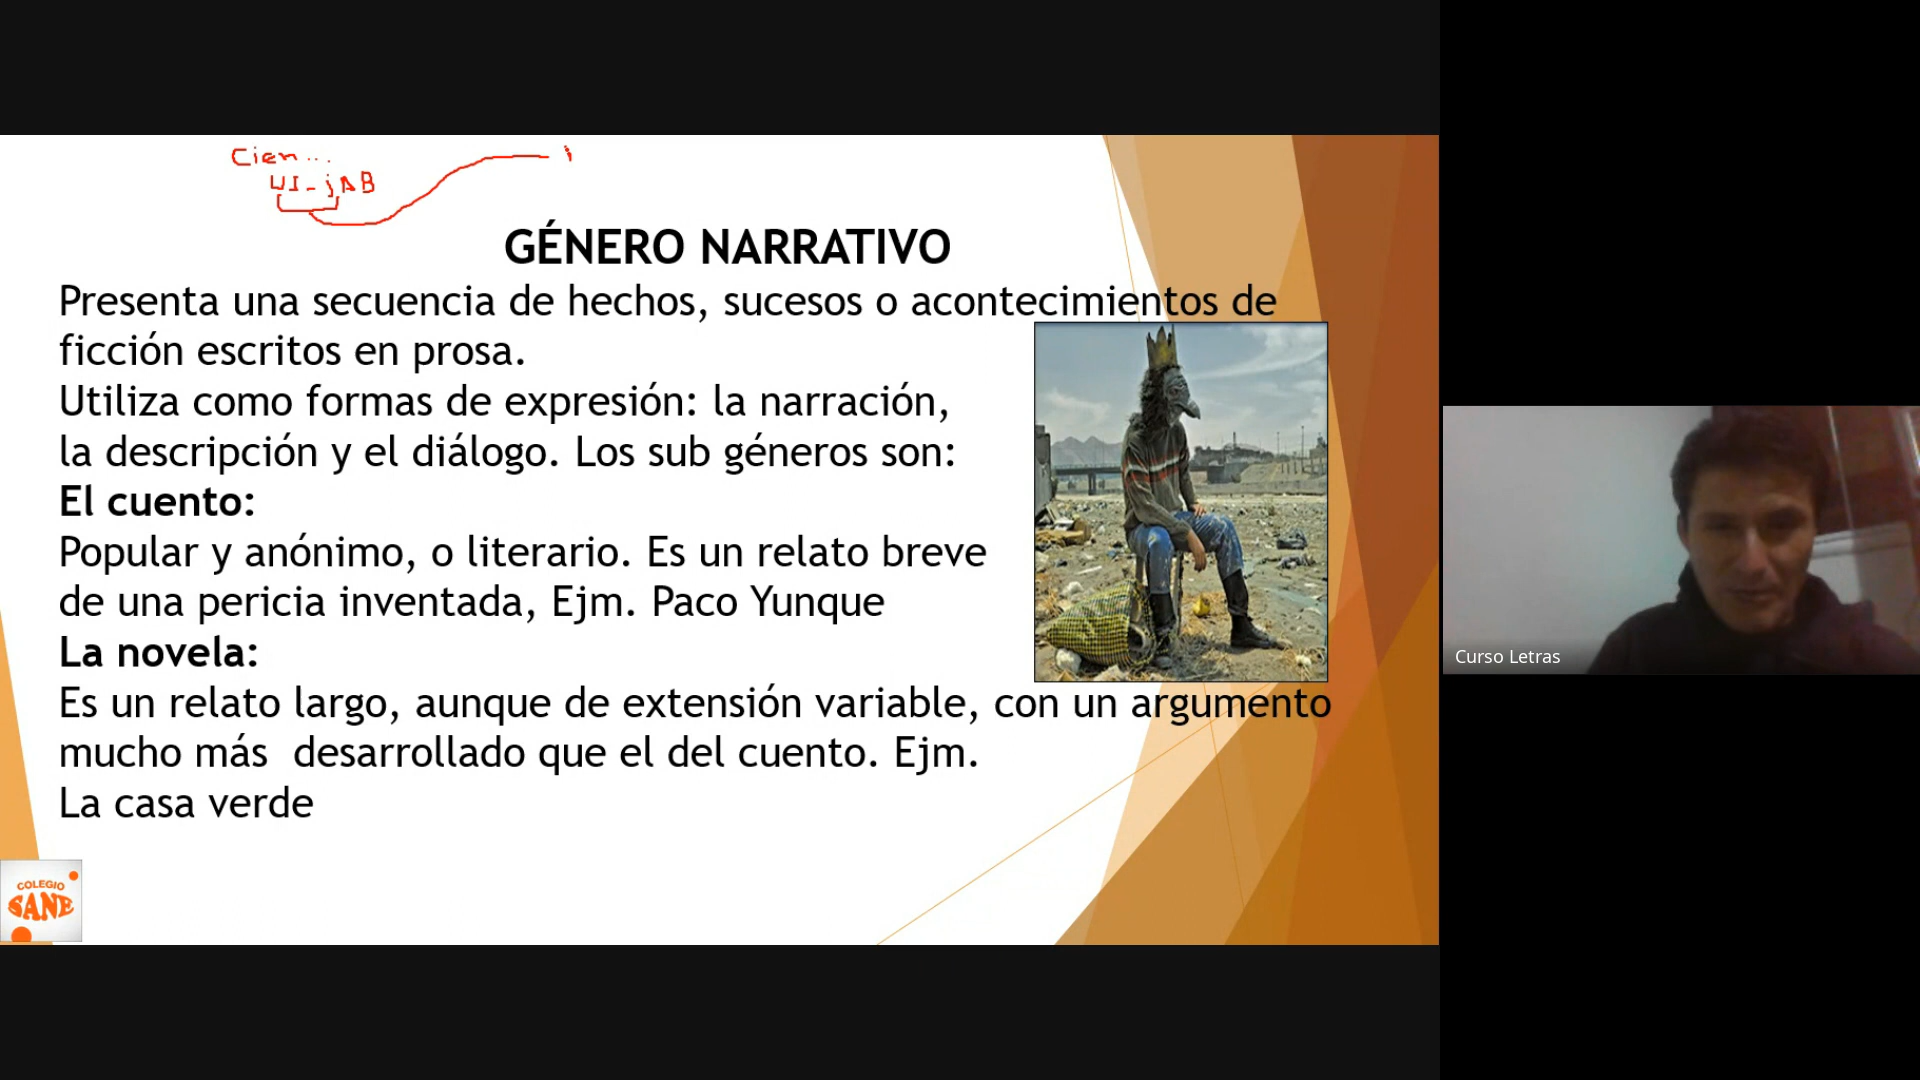 Cien...
UI-jAB
GÉNERO NARRATIVO
Presenta una secuencia de hechos, sucesos o acontecimientos de
ficción escritos en prosa.
Utiliza como formas de expresión: la narración,
la descripción y el diálogo. Los sub géneros son:
El cuento:
Popular y anónimo, o literario. Es un relato breve
de una pericia inventada, Ejm. Paco Yunque
La novela:
Es un relato largo, aunque de extensión variable, con un argumento
mucho más  desarrollado que el del cuento. Ejm.
La casa verde
COLEGIO
SANE
Curso Letras